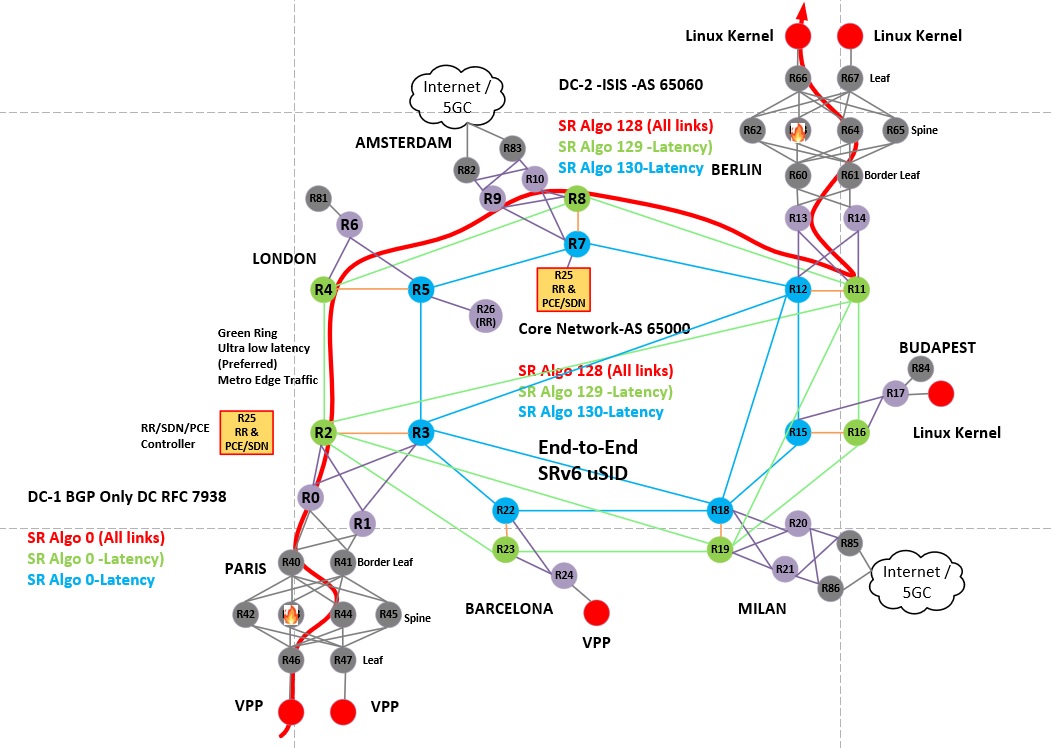 Linux Kernel
Linux Kernel
R66
R67
Leaf
DC-2 -ISIS -AS 65060
Internet /
5GC
SR Algo 128 (All links)
SR Algo 129 -Latency)
SR Algo 130-Latency
R62
R64
R65
Spine
AMSTERDAM
R83
R82
R10
BERLIN
R60
R61
Border Leaf
R81
R9
R8
R6
R13
R14
R7
LONDON
R25
RR &
PCE/SDN
R4
R5
R12
R11
R26
(RR)
Core Network-AS 65000
Green Ring
Ultra low latency
(Preferred)
Metro Edge Traffic
BUDAPEST
R84
SR Algo 128 (All links)
SR Algo 129 -Latency)
SR Algo 130-Latency
R17
RR/SDN/PCE
Controller
R25
RR &
PCE/SDN
R2
R3
R15
R16
Linux Kernel
End-to-End
SRv6 uSID
DC-1 BGP Only DC RFC 7938
R0
R1
R22
R18
R20
SR Algo 0 (All links)
SR Algo 0 -Latency)
SR Algo 0-Latency
R23
R19
R85
PARIS
R40
R41
Border Leaf
R24
R21
R86
Internet /
5GC
BARCELONA
MILAN
R42
R44
R45
Spine
VPP
R46
R47
Leaf
VPP
VPP